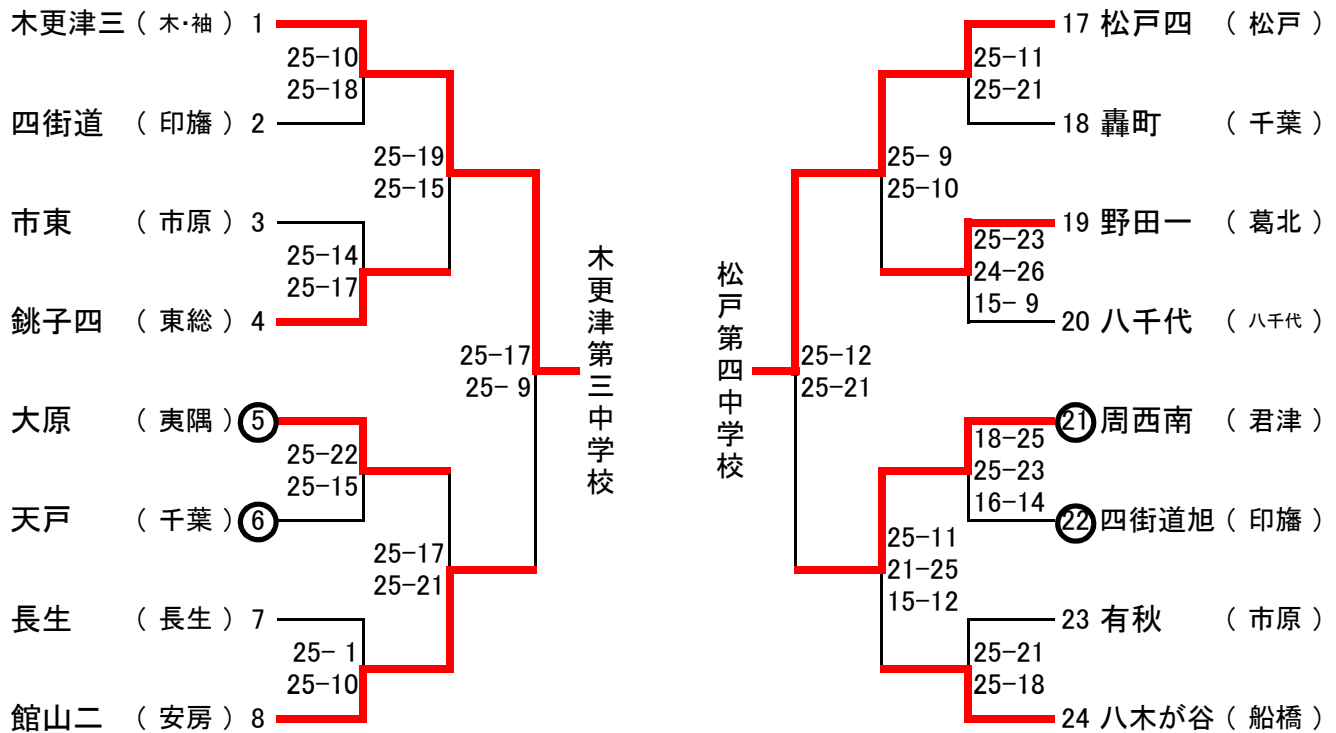 木更津三 ( 木・袖 ) 1
25-10
25-18
四街道 ( 印旛 ) 2
25-19
25-15
市東 ( 市原 ) 3
25-14
25-17
銚子四 ( 東総 ) 4
25-17
25- 9
大原 ( 夷隅 ) 5
25-22
25-15
天戸 ( 千葉 ) 6
25-17
25-21
長生 ( 長生 ) 7
25- 1
25-10
館山二 ( 安房 ) 8
木更津第三中学校
松戸第四中学校
17 松戸四 ( 松戸 )
25-11
25-21
18 轟町 ( 千葉 )
25- 9
25-10
19 野田一 ( 葛北 )
25-23
24-26
15- 9
20 八千代 ( 八千代 )
25-12
25-21
21 周西南 ( 君津 )
18-25
25-23
16-14
22 四街道旭 ( 印旛 )
25-11
21-25
15-12
23 有秋 ( 市原 )
25-21
25-18
24 八木が谷 ( 船橋 )